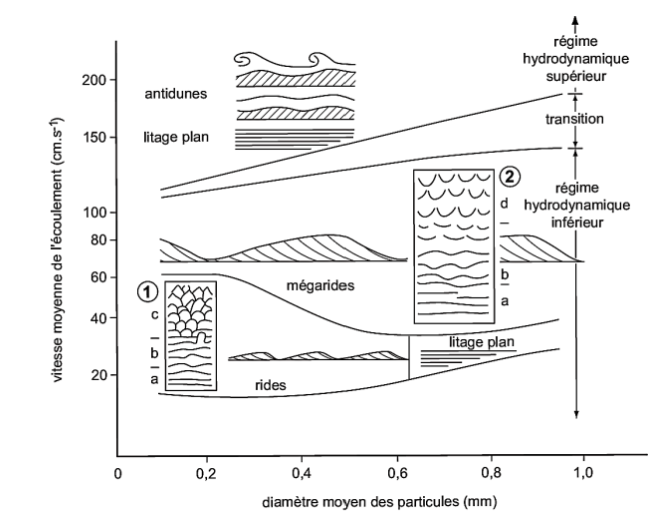 régime
hydrodynamique
supérieur
200
antidunes
transition
150
litage plan
vitesse moyenne de l'écoulement (cm.s⁻¹)
2
d
régime
hydrodynamique
inférieur
100
80
b
a
60
mégarides
1
c
b
a
40
litage plan
20
rides
0
0,2
0,4
0,6
0,8
1,0
diamètre moyen des particules (mm)